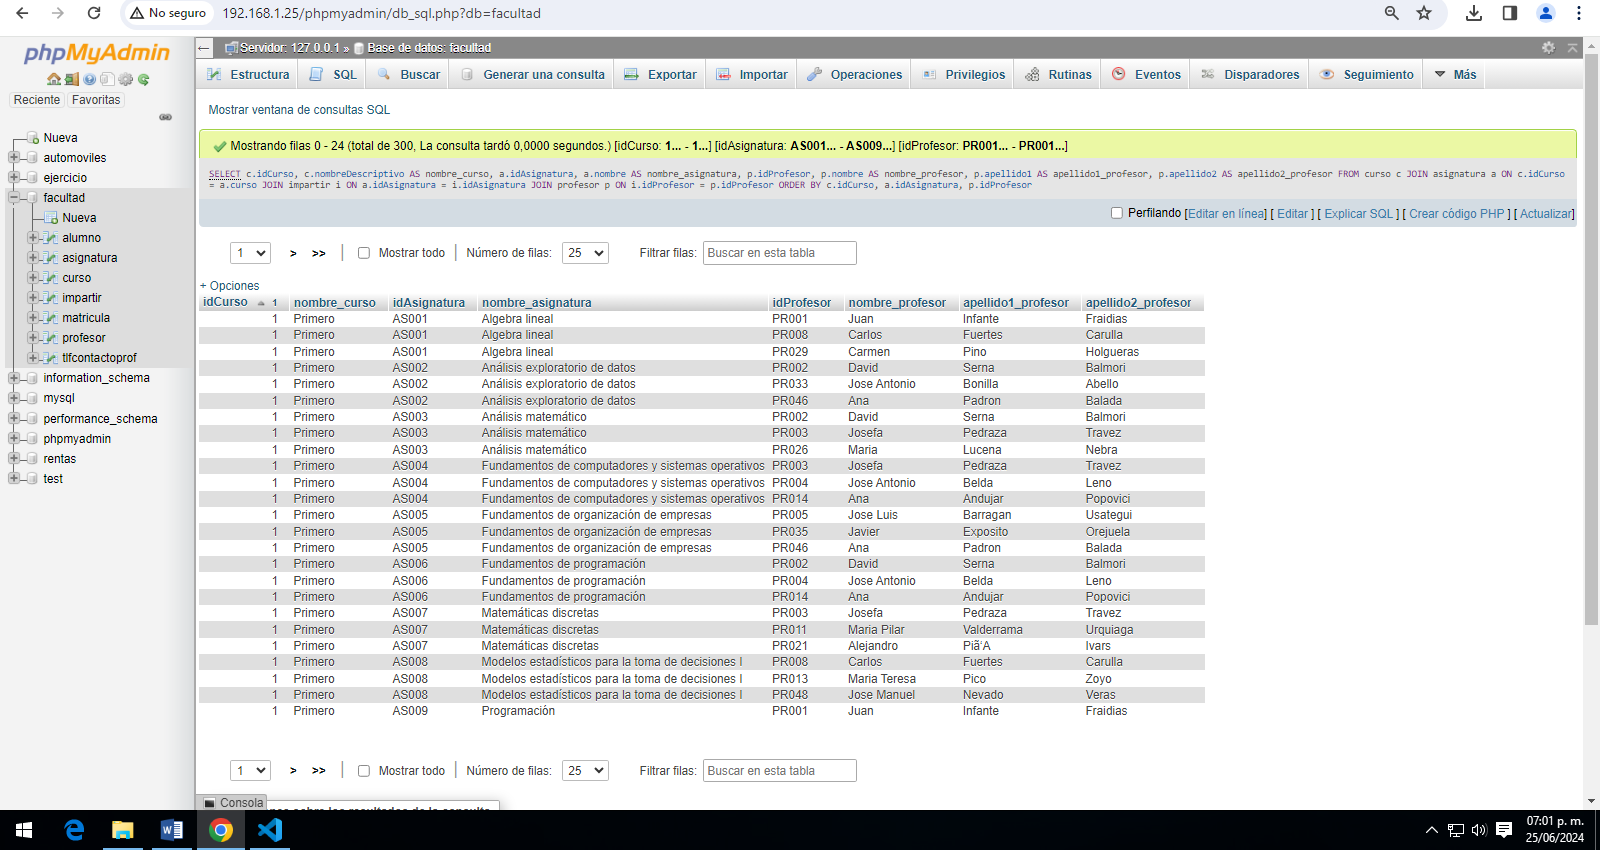 No seguro
192.168.1.25/phpmyadmin/db_sql.php?db=facultad
phpMyAdmin
Reciente Favoritas
Nueva
automoviles
ejercicio
facultad
Nueva
alumno
asignatura
curso
impartir
matricula
profesor
tlfcontactoprof
information_schema
mysql
performance_schema
phpmyadmin
rentas
test
Servidor: 127.0.0.1 » Base de datos: facultad
Estructura SQL Buscar Generar una consulta Exportar Importar Operaciones Privilegios Rutinas Eventos Disparadores Seguimiento Más
Mostrar ventana de consultas SQL
Mostrando filas 0 - 24 (total de 300, La consulta tardó 0,0000 segundos.) [idCurso: 1... - 1...] [idAsignatura: AS001... - AS009...] [idProfesor: PR001... - PR001...]
SELECT c.idCurso, c.nombreDescriptivo AS nombre_curso, a.idAsignatura, a.nombre AS nombre_asignatura, p.idProfesor, p.nombre AS nombre_profesor, p.apellido1 AS apellido1_profesor, p.apellido2 AS apellido2_profesor FROM curso c JOIN asignatura a ON c.idCurso
= a.curso JOIN impartir i ON a.idAsignatura = i.idAsignatura JOIN profesor p ON i.idProfesor = p.idProfesor ORDER BY c.idCurso, a.idAsignatura, p.idProfesor
Perfilando [Editar en línea] [ Editar ] [ Explicar SQL ] [ Crear código PHP ] [ Actualizar]
1 > >> | Mostrar todo | Número de filas: 25 Filtrar filas: Buscar en esta tabla
+ Opciones
idCurso 1 nombre_curso idAsignatura nombre_asignatura idProfesor nombre_profesor apellido1_profesor apellido2_profesor
1 Primero AS001 Algebra lineal PR001 Juan Infante Fraidias
1 Primero AS001 Algebra lineal PR008 Carlos Fuertes Carulla
1 Primero AS001 Algebra lineal PR029 Carmen Pino Holgueras
1 Primero AS002 Análisis exploratorio de datos PR002 David Serna Balmori
1 Primero AS002 Análisis exploratorio de datos PR033 Jose Antonio Bonilla Abello
1 Primero AS002 Análisis exploratorio de datos PR046 Ana Padron Balada
1 Primero AS003 Análisis matemático PR002 David Serna Balmori
1 Primero AS003 Análisis matemático PR003 Josefa Pedraza Travez
1 Primero AS003 Análisis matemático PR026 Maria Lucena Nebra
1 Primero AS004 Fundamentos de computadores y sistemas operativos PR003 Josefa Pedraza Travez
1 Primero AS004 Fundamentos de computadores y sistemas operativos PR004 Jose Antonio Belda Leno
1 Primero AS004 Fundamentos de computadores y sistemas operativos PR014 Ana Andujar Popovici
1 Primero AS005 Fundamentos de organización de empresas PR005 Jose Luis Barragan Usategui
1 Primero AS005 Fundamentos de organización de empresas PR035 Javier Exposito Orejuela
1 Primero AS005 Fundamentos de organización de empresas PR046 Ana Padron Balada
1 Primero AS006 Fundamentos de programación PR002 David Serna Balmori
1 Primero AS006 Fundamentos de programación PR004 Jose Antonio Belda Leno
1 Primero AS006 Fundamentos de programación PR014 Ana Andujar Popovici
1 Primero AS007 Matemáticas discretas PR003 Josefa Pedraza Travez
1 Primero AS007 Matemáticas discretas PR011 Maria Pilar Valderrama Urquiaga
1 Primero AS007 Matemáticas discretas PR021 Alejandro Piã‘A Ivars
1 Primero AS008 Modelos estadísticos para la toma de decisiones I PR008 Carlos Fuertes Carulla
1 Primero AS008 Modelos estadísticos para la toma de decisiones I PR013 Maria Teresa Pico Zoyo
1 Primero AS008 Modelos estadísticos para la toma de decisiones I PR048 Jose Manuel Nevado Veras
1 Primero AS009 Programación PR001 Juan Infante Fraidias
1 > >> | Mostrar todo | Número de filas: 25 Filtrar filas: Buscar en esta tabla
Consola
07:01 p. m.
25/06/2024